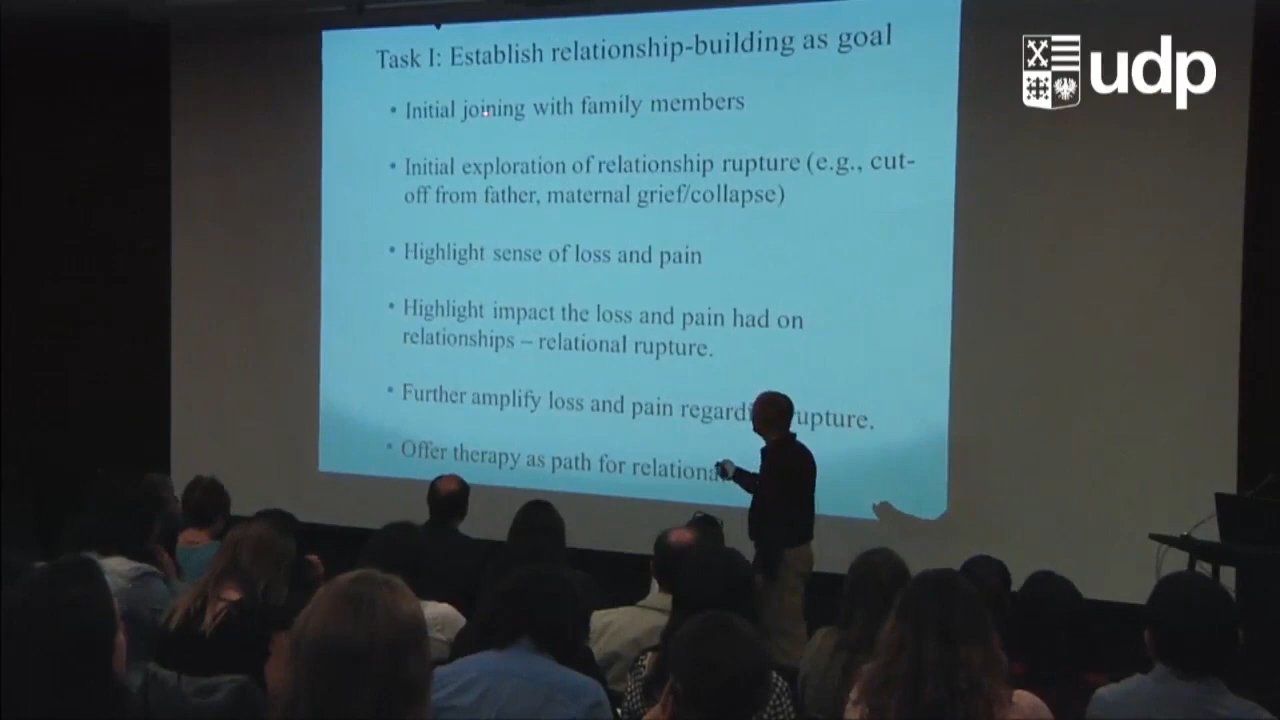 udp
Task I: Establish relationship-building as goal
• Initial joining with family members
• Initial exploration of relationship rupture (e.g., cut-
off from father, maternal grief/collapse)
• Highlight sense of loss and pain
• Highlight impact the loss and pain had on
relationships – relational rupture.
• Further amplify loss and pain upture.
• Offer therapy as path for